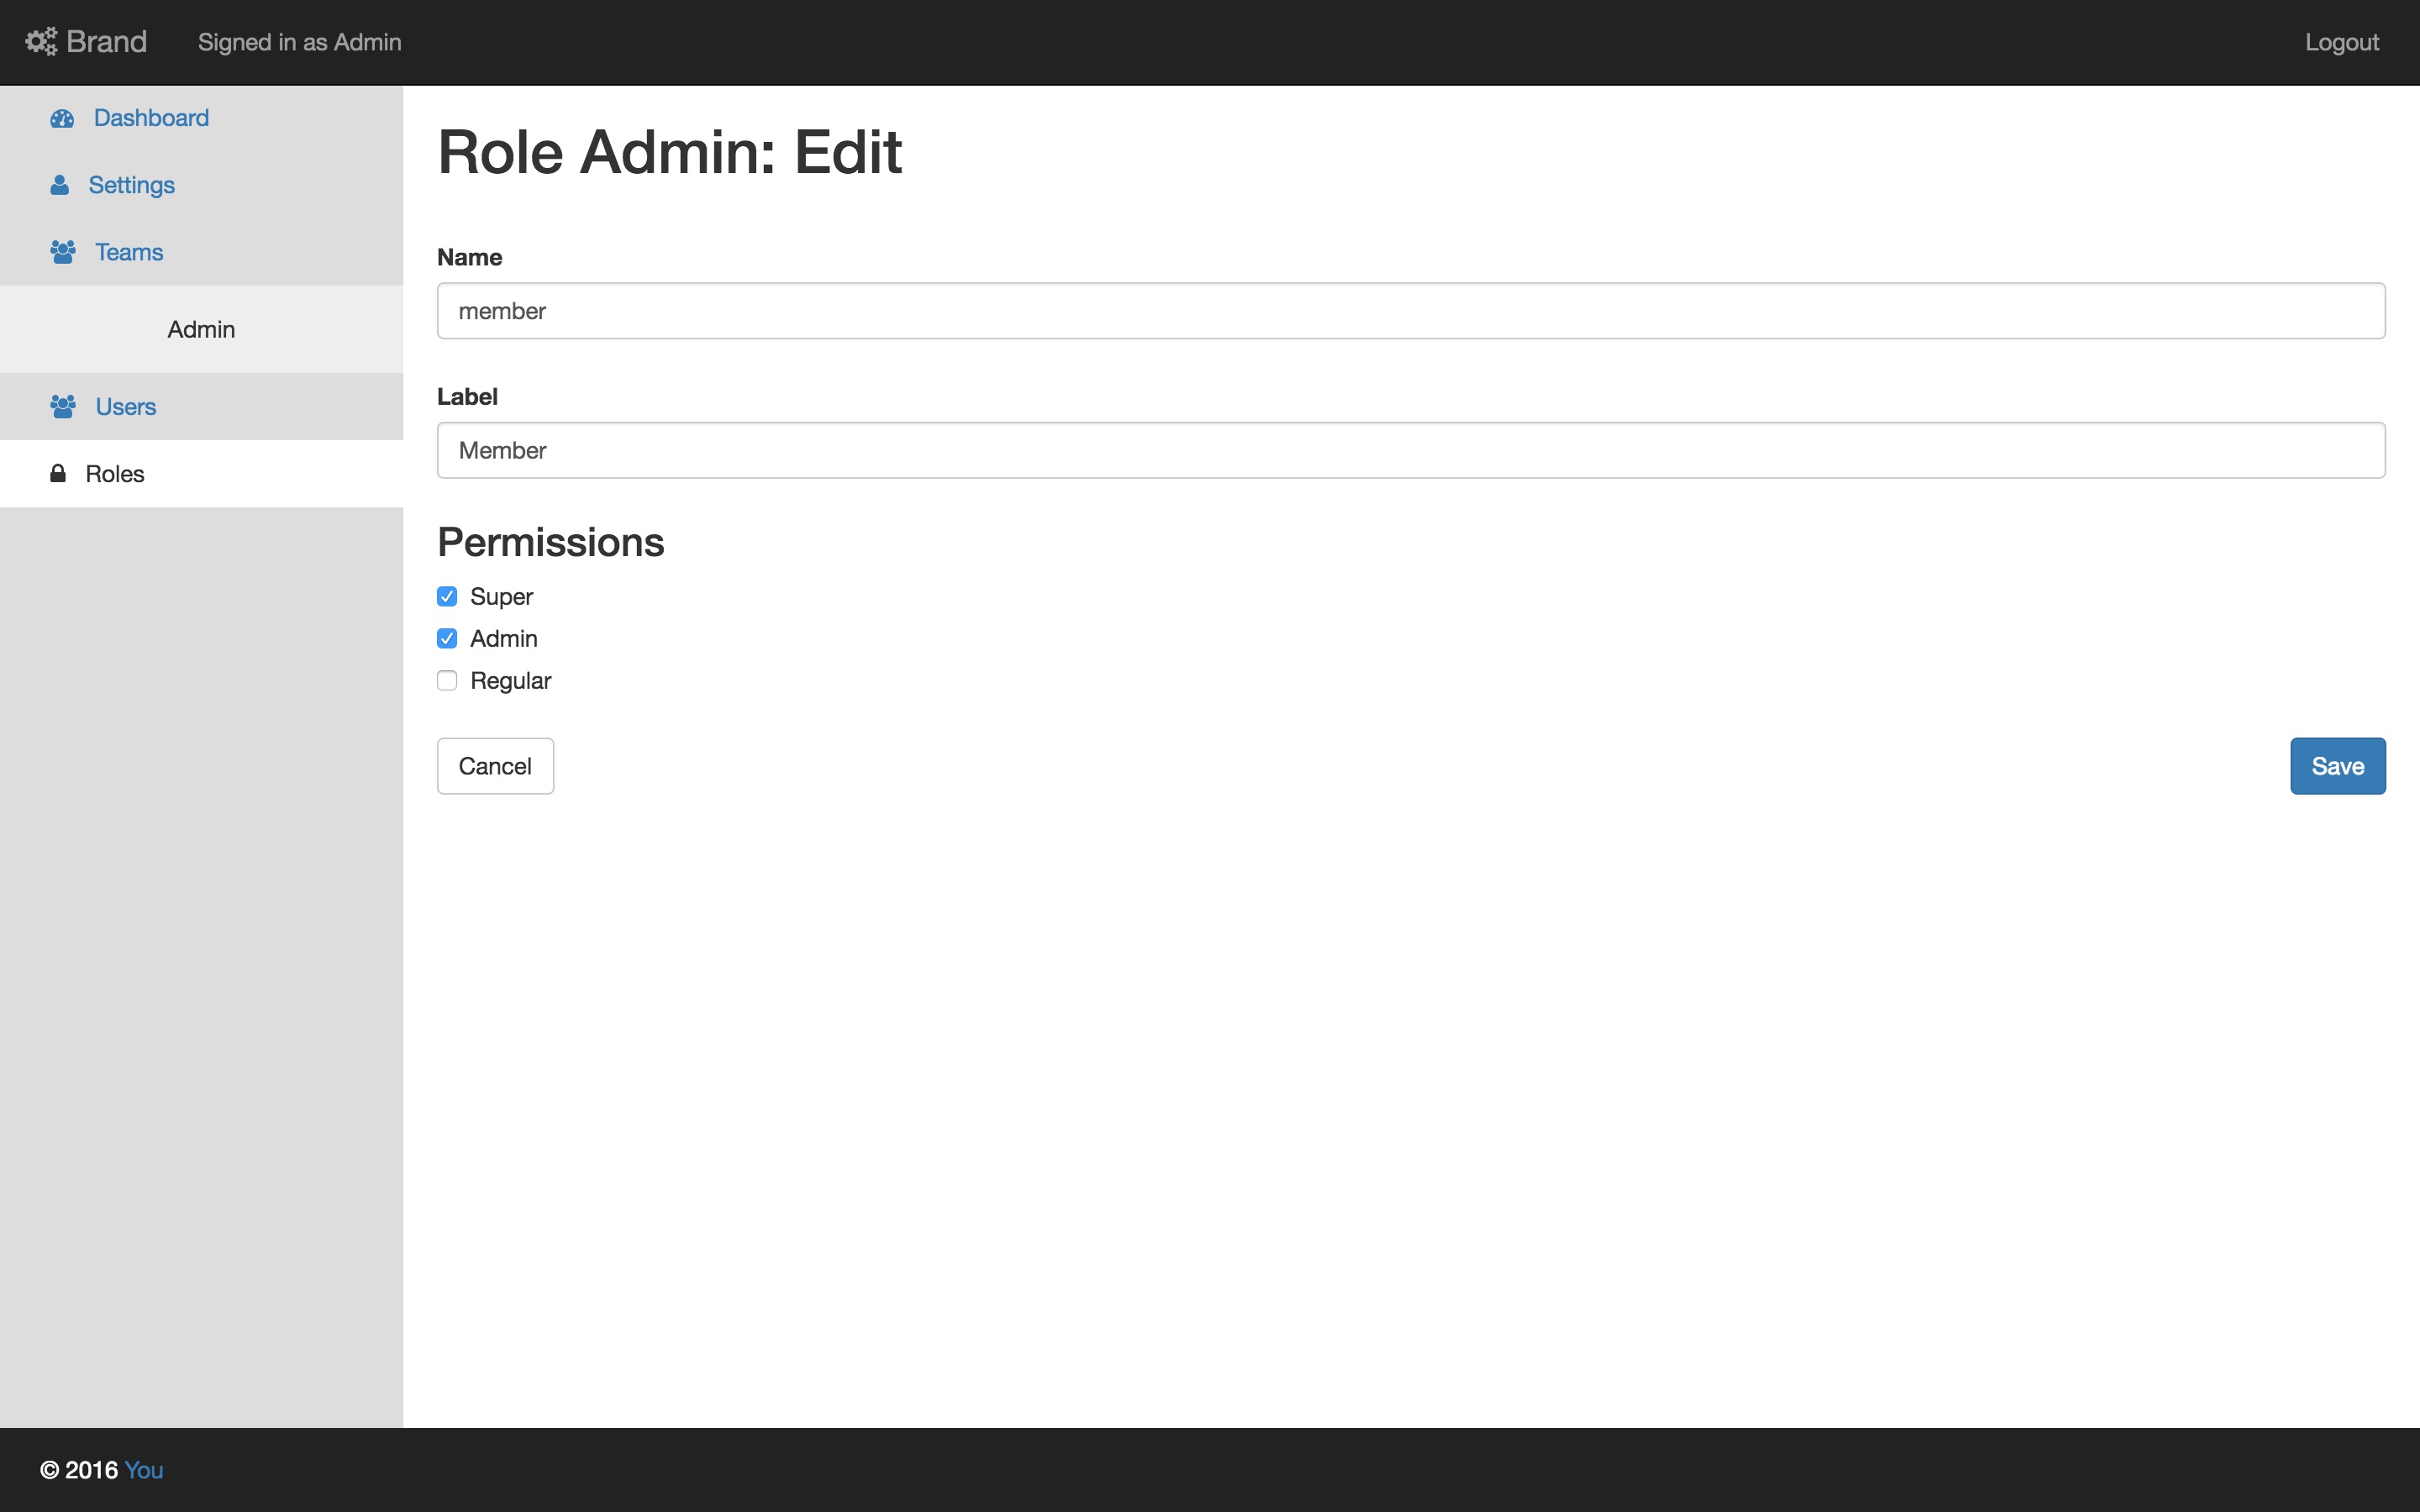 Brand Signed in as Admin Logout
Dashboard
Settings
Teams
Admin
Users
Roles
Role Admin: Edit
Name
member
Label
Member
Permissions
Super
Admin
Regular
Cancel Save
© 2016 You